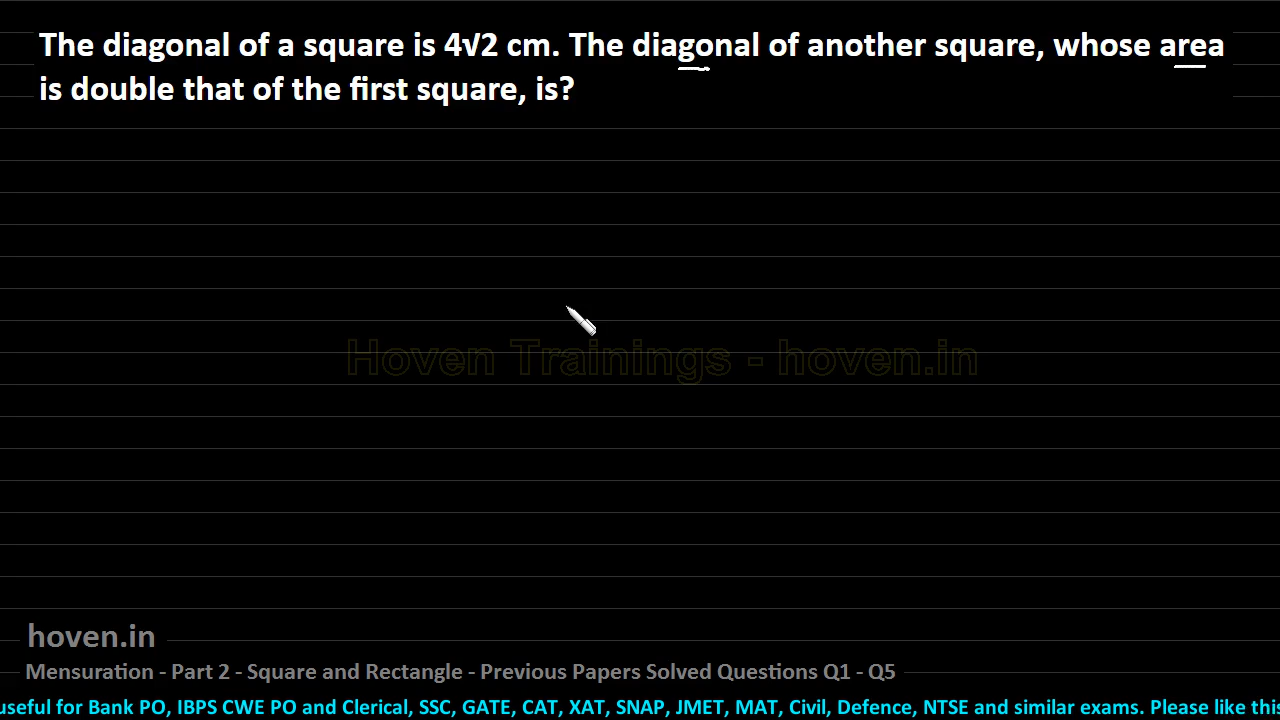 The diagonal of a square is 4√2 cm. The diagonal of another square, whose area
is double that of the first square, is?
Hoven Trainings - hoven.in
hoven.in
Mensuration - Part 2 - Square and Rectangle - Previous Papers Solved Questions Q1 - Q5
useful for Bank PO, IBPS CWE PO and Clerical, SSC, GATE, CAT, XAT, SNAP, JMET, MAT, Civil, Defence, NTSE and similar exams. Please like this